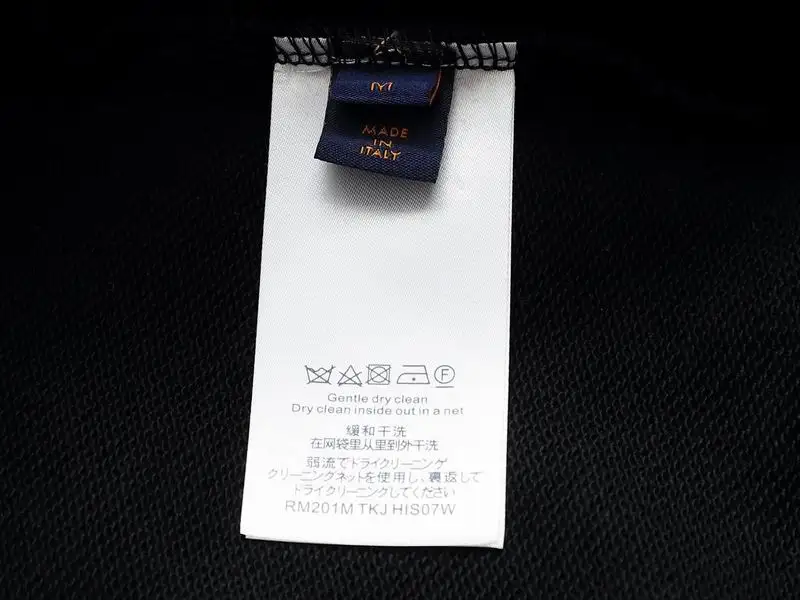 M
MADE
IN
ITALY
F
Gentle dry clean
Dry clean inside out in a net
缓和干洗
在网袋里从里到外干洗
弱流でドライクリーニング
クリーニングネットを使用し、裏返して
ドライクリーニングしてください
RM201M TKJ HIS07W